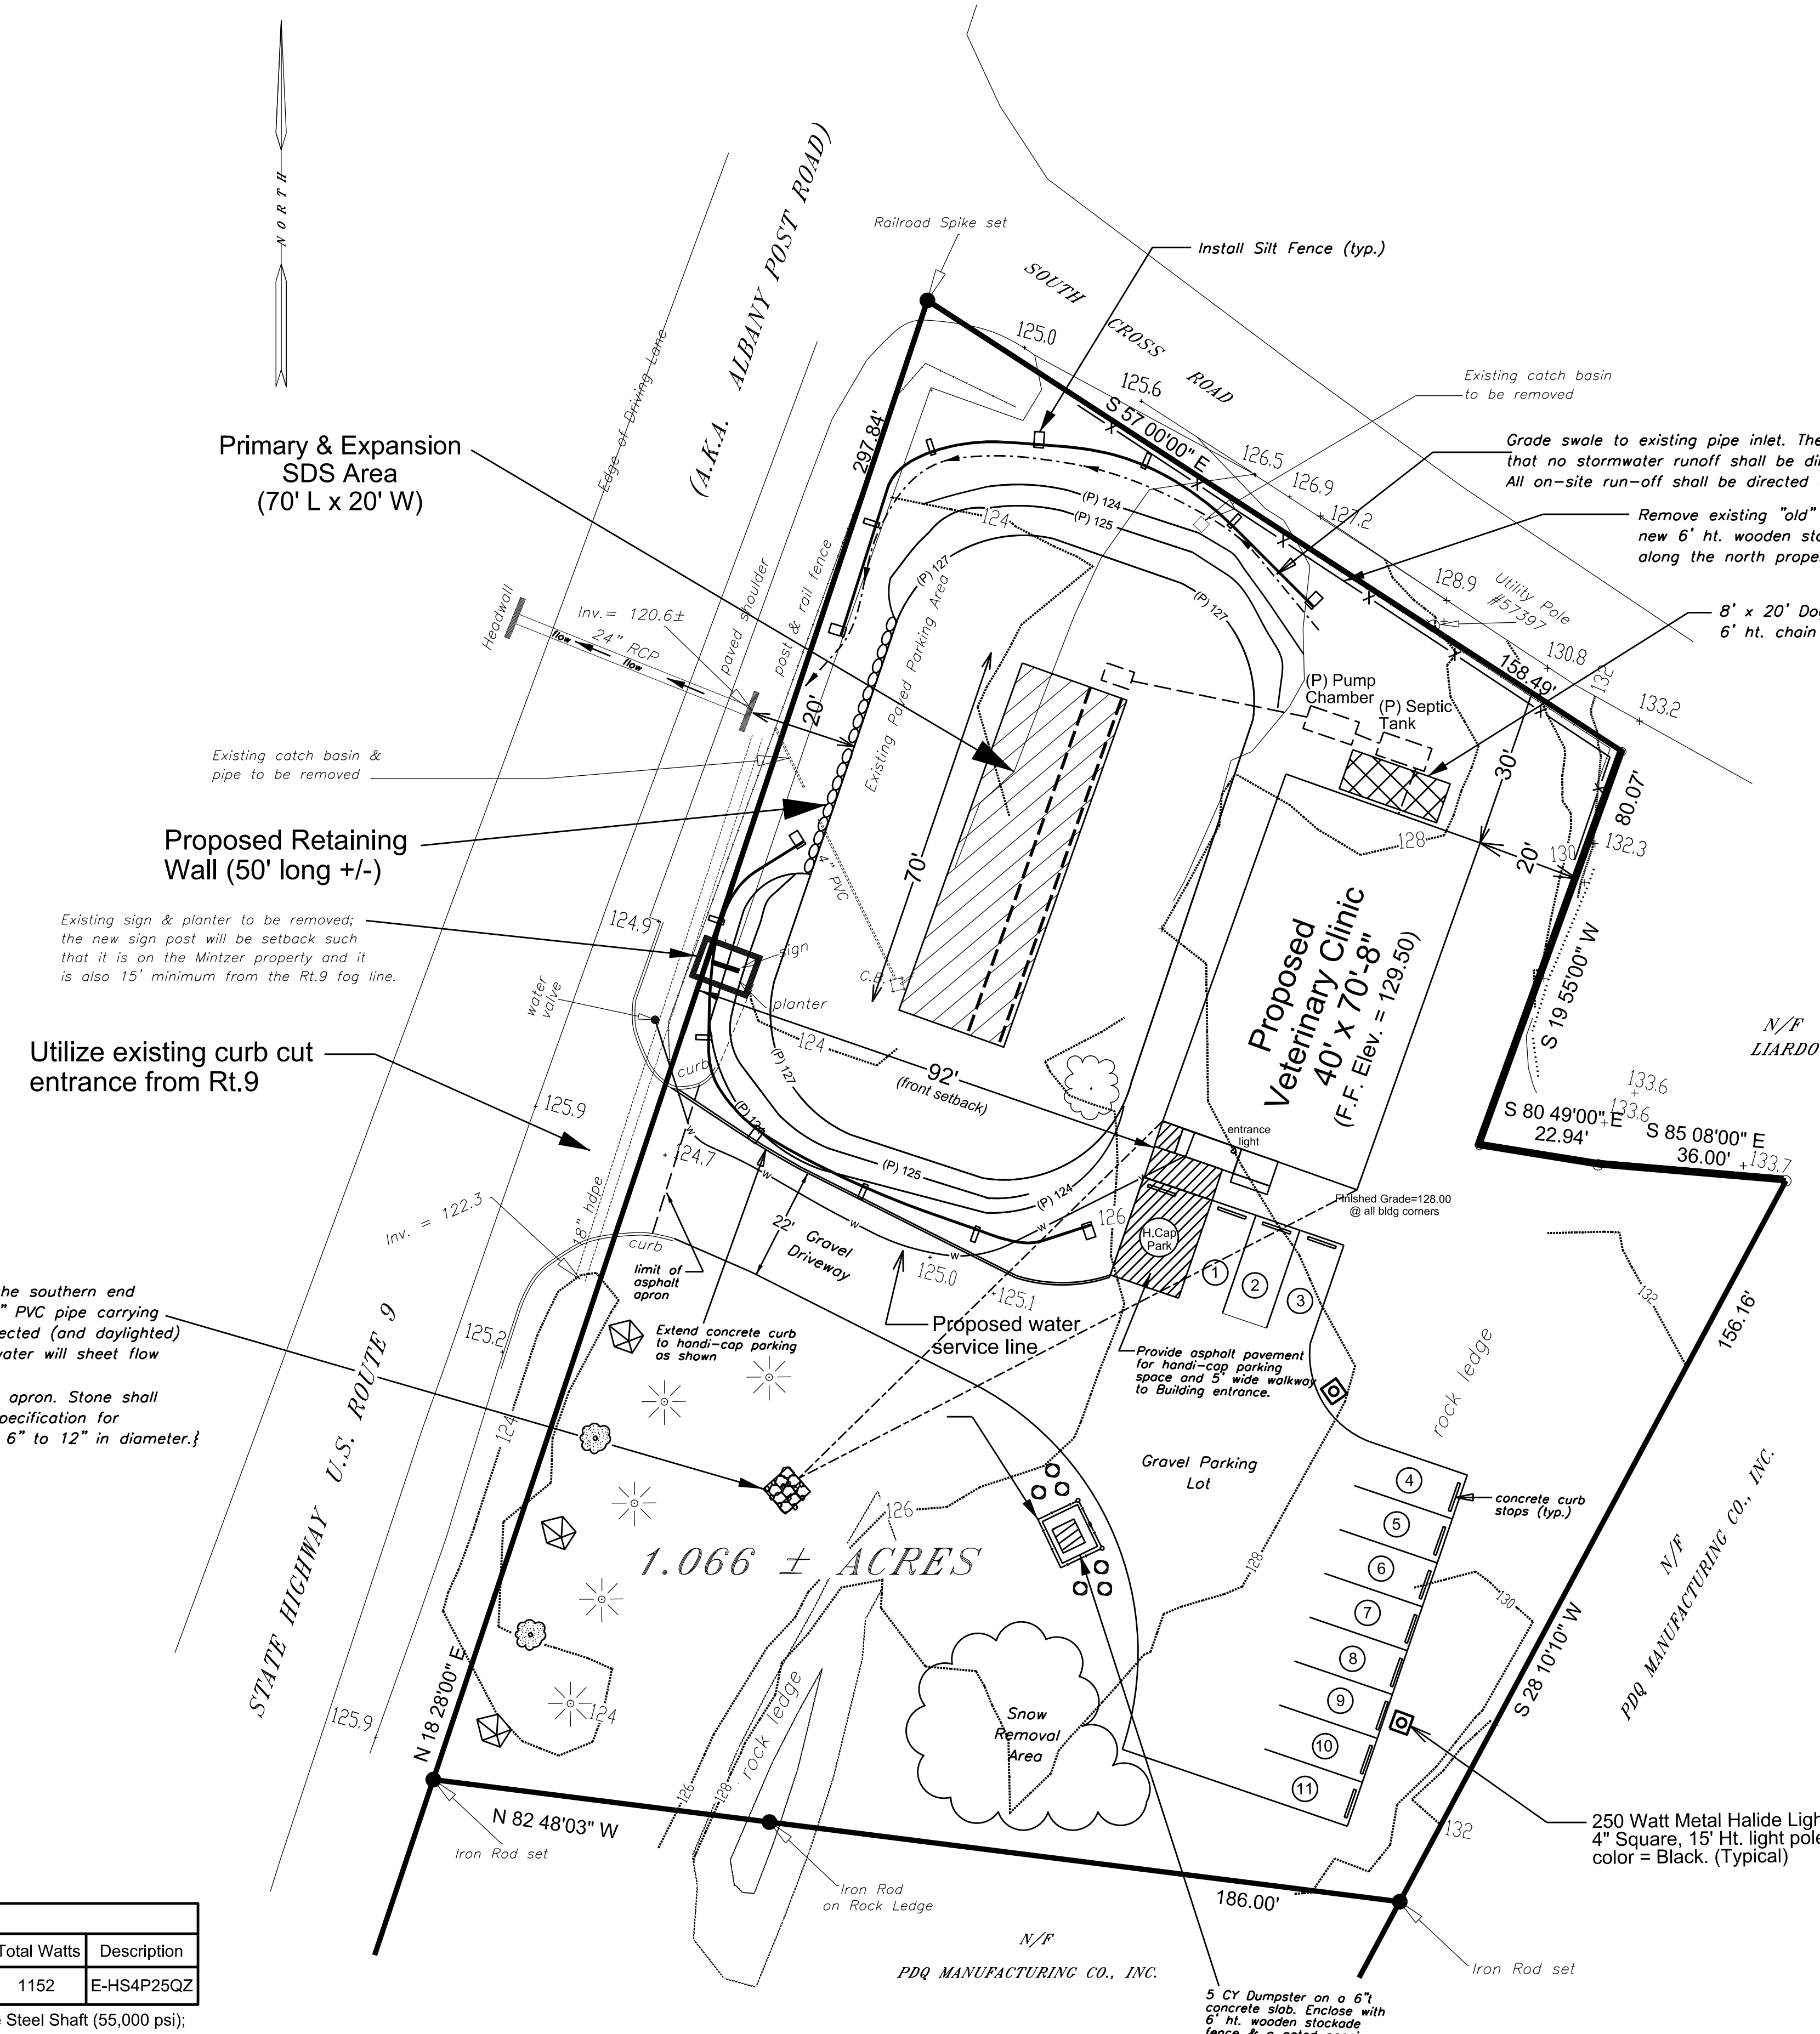 NORTH
(A.K.A. ALBANY POST ROAD)
Railroad Spike set
Install Silt Fence (typ.)
SOUTH CROSS ROAD
125.0
125.6
S 57 00'00" E
126.5
126.9
127.2
128.9
130.8
133.2
Existing catch basin
to be removed
Edge of Driving Lane
297.84'
Primary & Expansion
SDS Area
(70' L x 20' W)
Grade swale to existing pipe inlet. The
that no stormwater runoff shall be di
All on-site run-off shall be directed
Remove existing "old"
new 6' ht. wooden sto
along the north prope
Utility Pole
#57397
8' x 20' Do
6' ht. chain
(P) 124
(P) 125
(P) 127
(P) 127
124
Existing Paved Parking Area
Headwall
Inv.= 120.6±
24" RCP
flow
flow
paved shoulder
post & rail fence
20'
158.49'
132
(P) Pump
Chamber
(P) Septic
Tank
30'
80.07'
20'
130
132.3
128
Existing catch basin &
pipe to be removed
Proposed Retaining
Wall (50' long +/-)
70'
4" PVC
C.B.
Existing sign & planter to be removed;
the new sign post will be setback such
that it is on the Mintzer property and it
is also 15' minimum from the Rt.9 fog line.
124.9
sign
planter
water
valve
Utilize existing curb cut
entrance from Rt.9
Proposed
Veterinary Clinic
40' x 70'-8"
(F.F. Elev. = 129.50)
S 19 55'00" W
N/F
LIARDO
133.6
133.6
S 80 49'00" E
22.94'
S 85 08'00" E
36.00'
133.7
124
92'
(front setback)
curb
125.9
(P) 127
(P) 124
(P) 125
(P) 124
124.7
w
w
w
w
w
w
entrance
light
Finished Grade=128.00
@ all bldg corners
126
H.Cap
Park
1
2
3
Inv. = 122.3
18" hdpe
curb
limit of
asphalt
apron
22'
Gravel
Driveway
125.0
125.1
Proposed water
service line
Extend concrete curb
to handi-cap parking
as shown
Provide asphalt pavement
for handi-cap parking
space and 5' wide walkway
to Building entrance.
132
156.16'
rock ledge
he southern end
" PVC pipe carrying
ected (and daylighted)
vater will sheet flow
apron. Stone shall
pecification for
6" to 12" in diameter.}
125.2
124
STATE HIGHWAY U.S. ROUTE 9
Gravel Parking
Lot
4
5
6
7
8
9
10
11
concrete curb
stops (typ.)
126
1.066 ± ACRES
128
130
N/F
PDQ MANUFACTURING CO., INC.
S 28 10'10" W
Snow
Removal
Area
rock ledge
124
125.9
N 18 28'00" E
126
128
132
N 82 48'03" W
Iron Rod set
Iron Rod
on Rock Ledge
186.00'
250 Watt Metal Halide Ligh
4" Square, 15' Ht. light pole
color = Black. (Typical)
N/F
PDQ MANUFACTURING CO., INC.
Iron Rod set
5 CY Dumpster on a 6"t
concrete slab. Enclose with
6' ht. wooden stockade
Total Watts Description
1152 E-HS4P25QZ
Steel Shaft (55,000 psi);